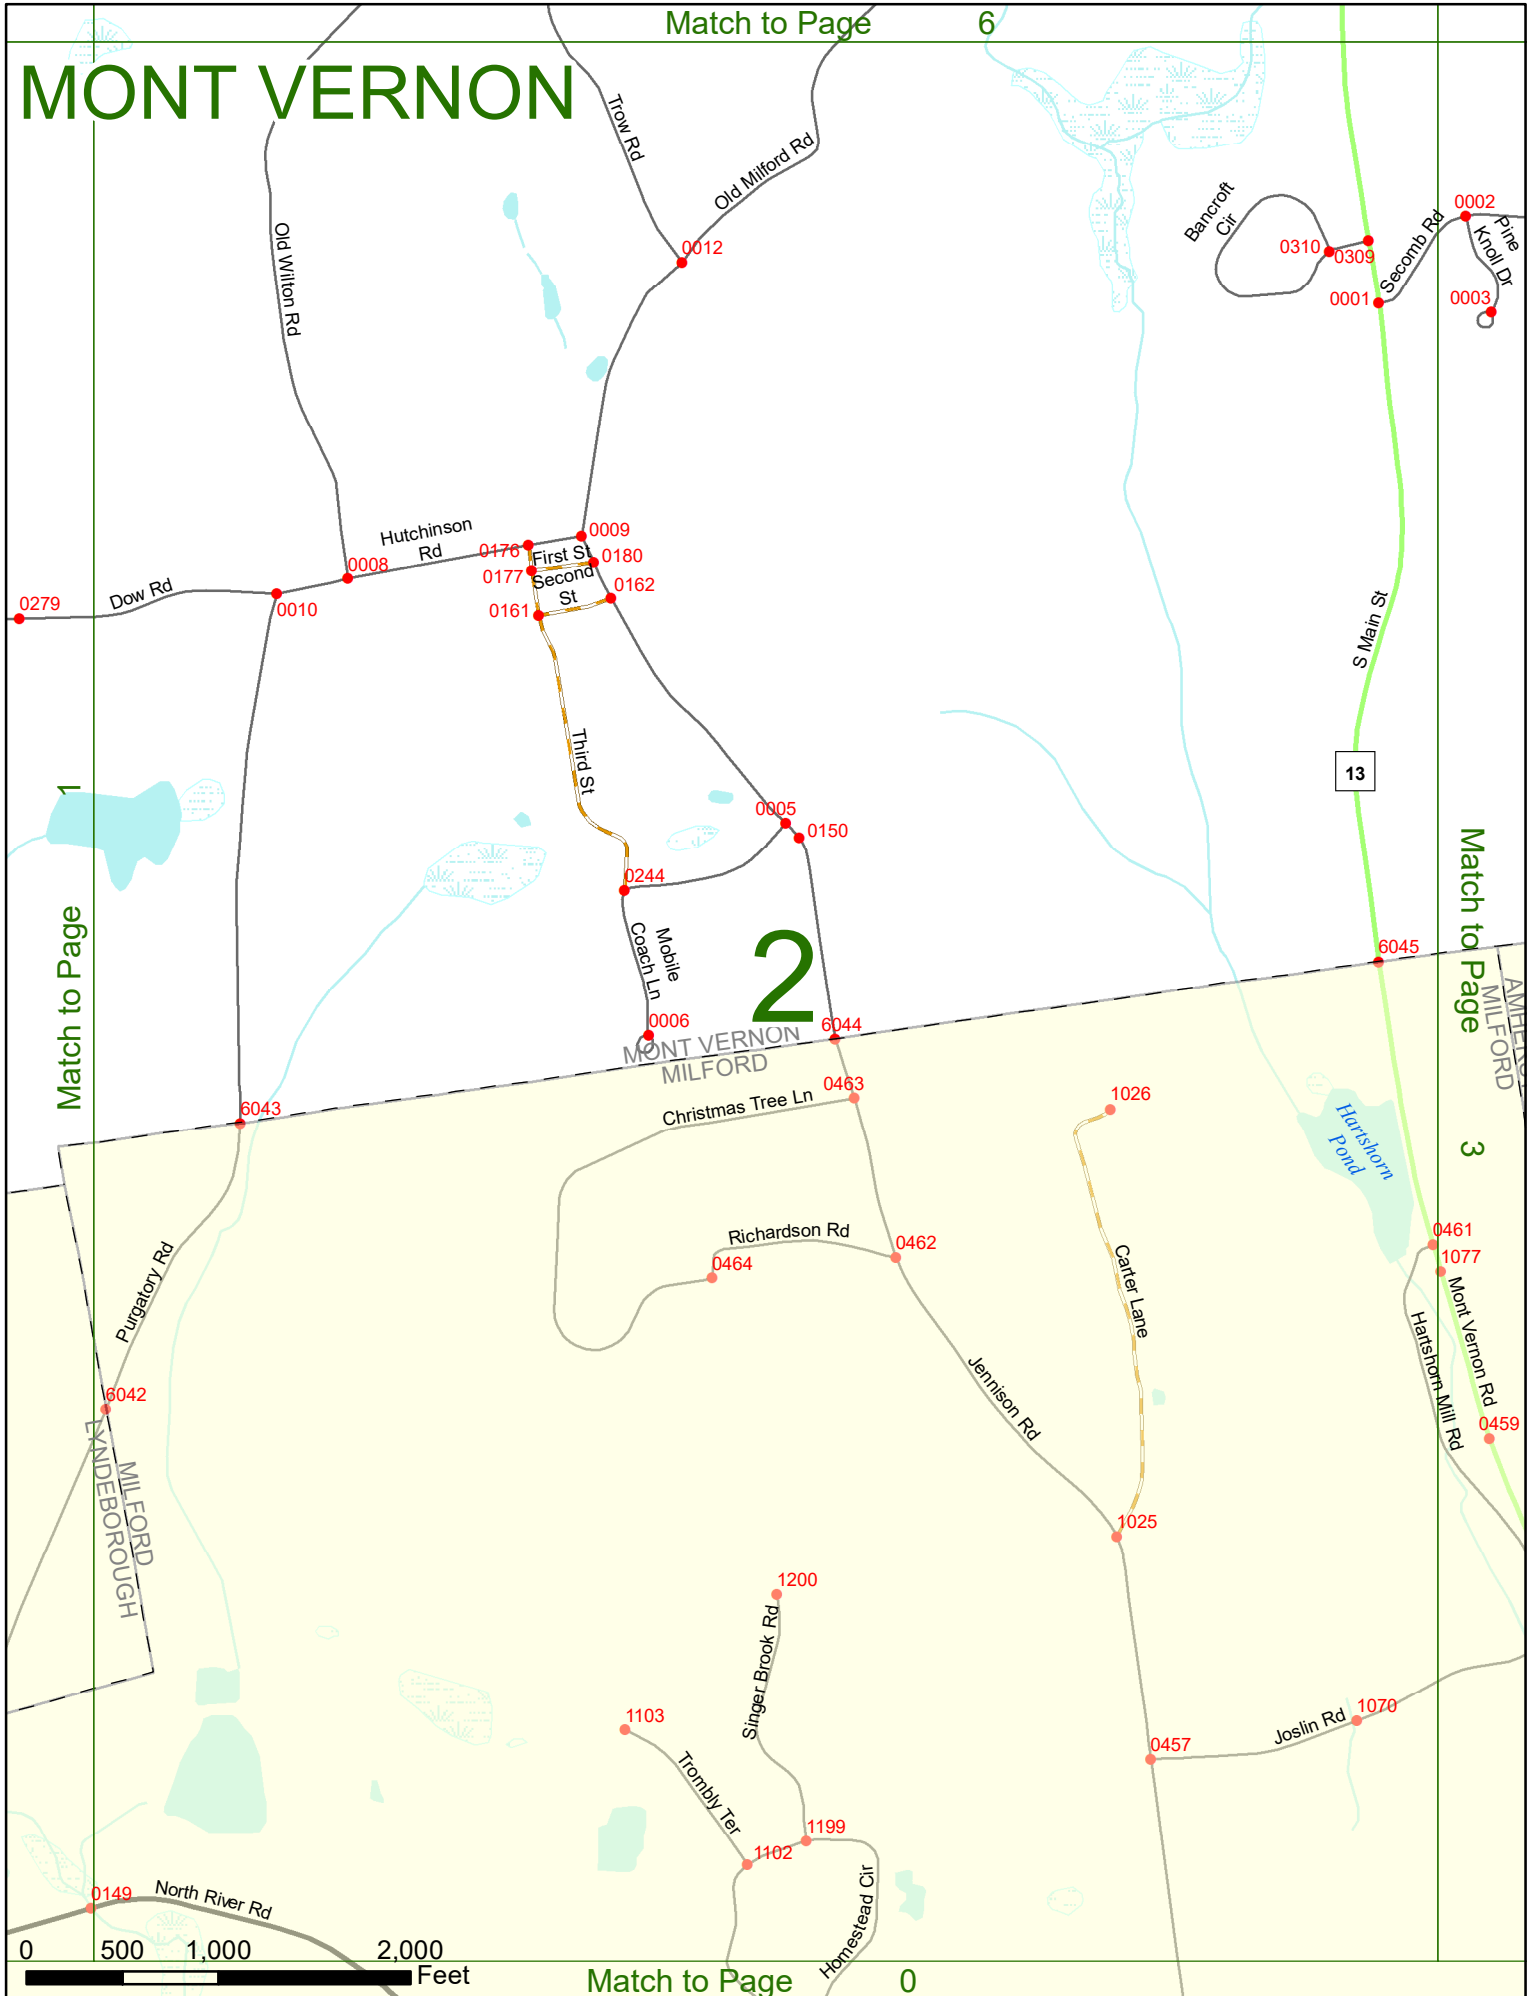 Match to Page 6
MONT VERNON
Trow Rd
Old Milford Rd
Bancroft
Cir
0002
Pine
Knoll Dr
Secomb Rd
0012
0310
0309
0001
0003
Old Wilton Rd
Hutchinson
Rd
0009
0176
First St
0180
0177
Second
St
0162
0008
0161
Dow Rd
0279
0010
S Main St
Third St
13
1
Match to Page
0005
0150
0244
Mobile
Coach Ln
2
Match to Page
3
6045
AMHERST
MILFORD
0006
6044
MONT VERNON
MILFORD
6043
0463
Christmas Tree Ln
1026
Hartshorn
Pond
Richardson Rd
0462
0464
0461
1077
Purgatory Rd
Carter Lane
Mont Vernon Rd
Hartshorn Mill Rd
Jennison Rd
6042
0459
MILFORD
LYNDEBOROUGH
1025
1200
Singer Brook Rd
1103
Trombly Ter
1070
Joslin Rd
0457
1199
1102
Homestead Cir
0149
North River Rd
0 500 1,000 2,000
Feet
Match to Page 0